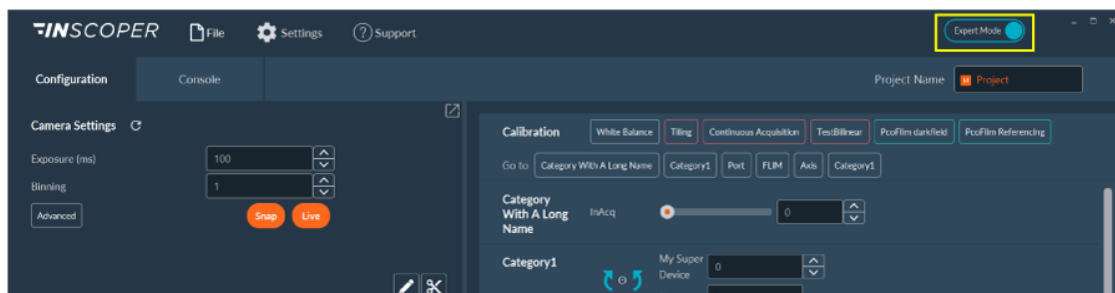 INSCOPER File Settings ? Support Expert Mode
Configuration Console Project Name M Project
Camera Settings
Exposure (ms) 100
Binning 1
Advanced Snap Live
Calibration White Balance Tiling Continuous Acquisition TestBilinear PcoFlim darkfield PcoFlim Referencing
Go to Category With A Long Name Category1 Port FLIM Axis Category1
Category
With A Long
Name
InAcq 0
Category1
My Super
Device
0